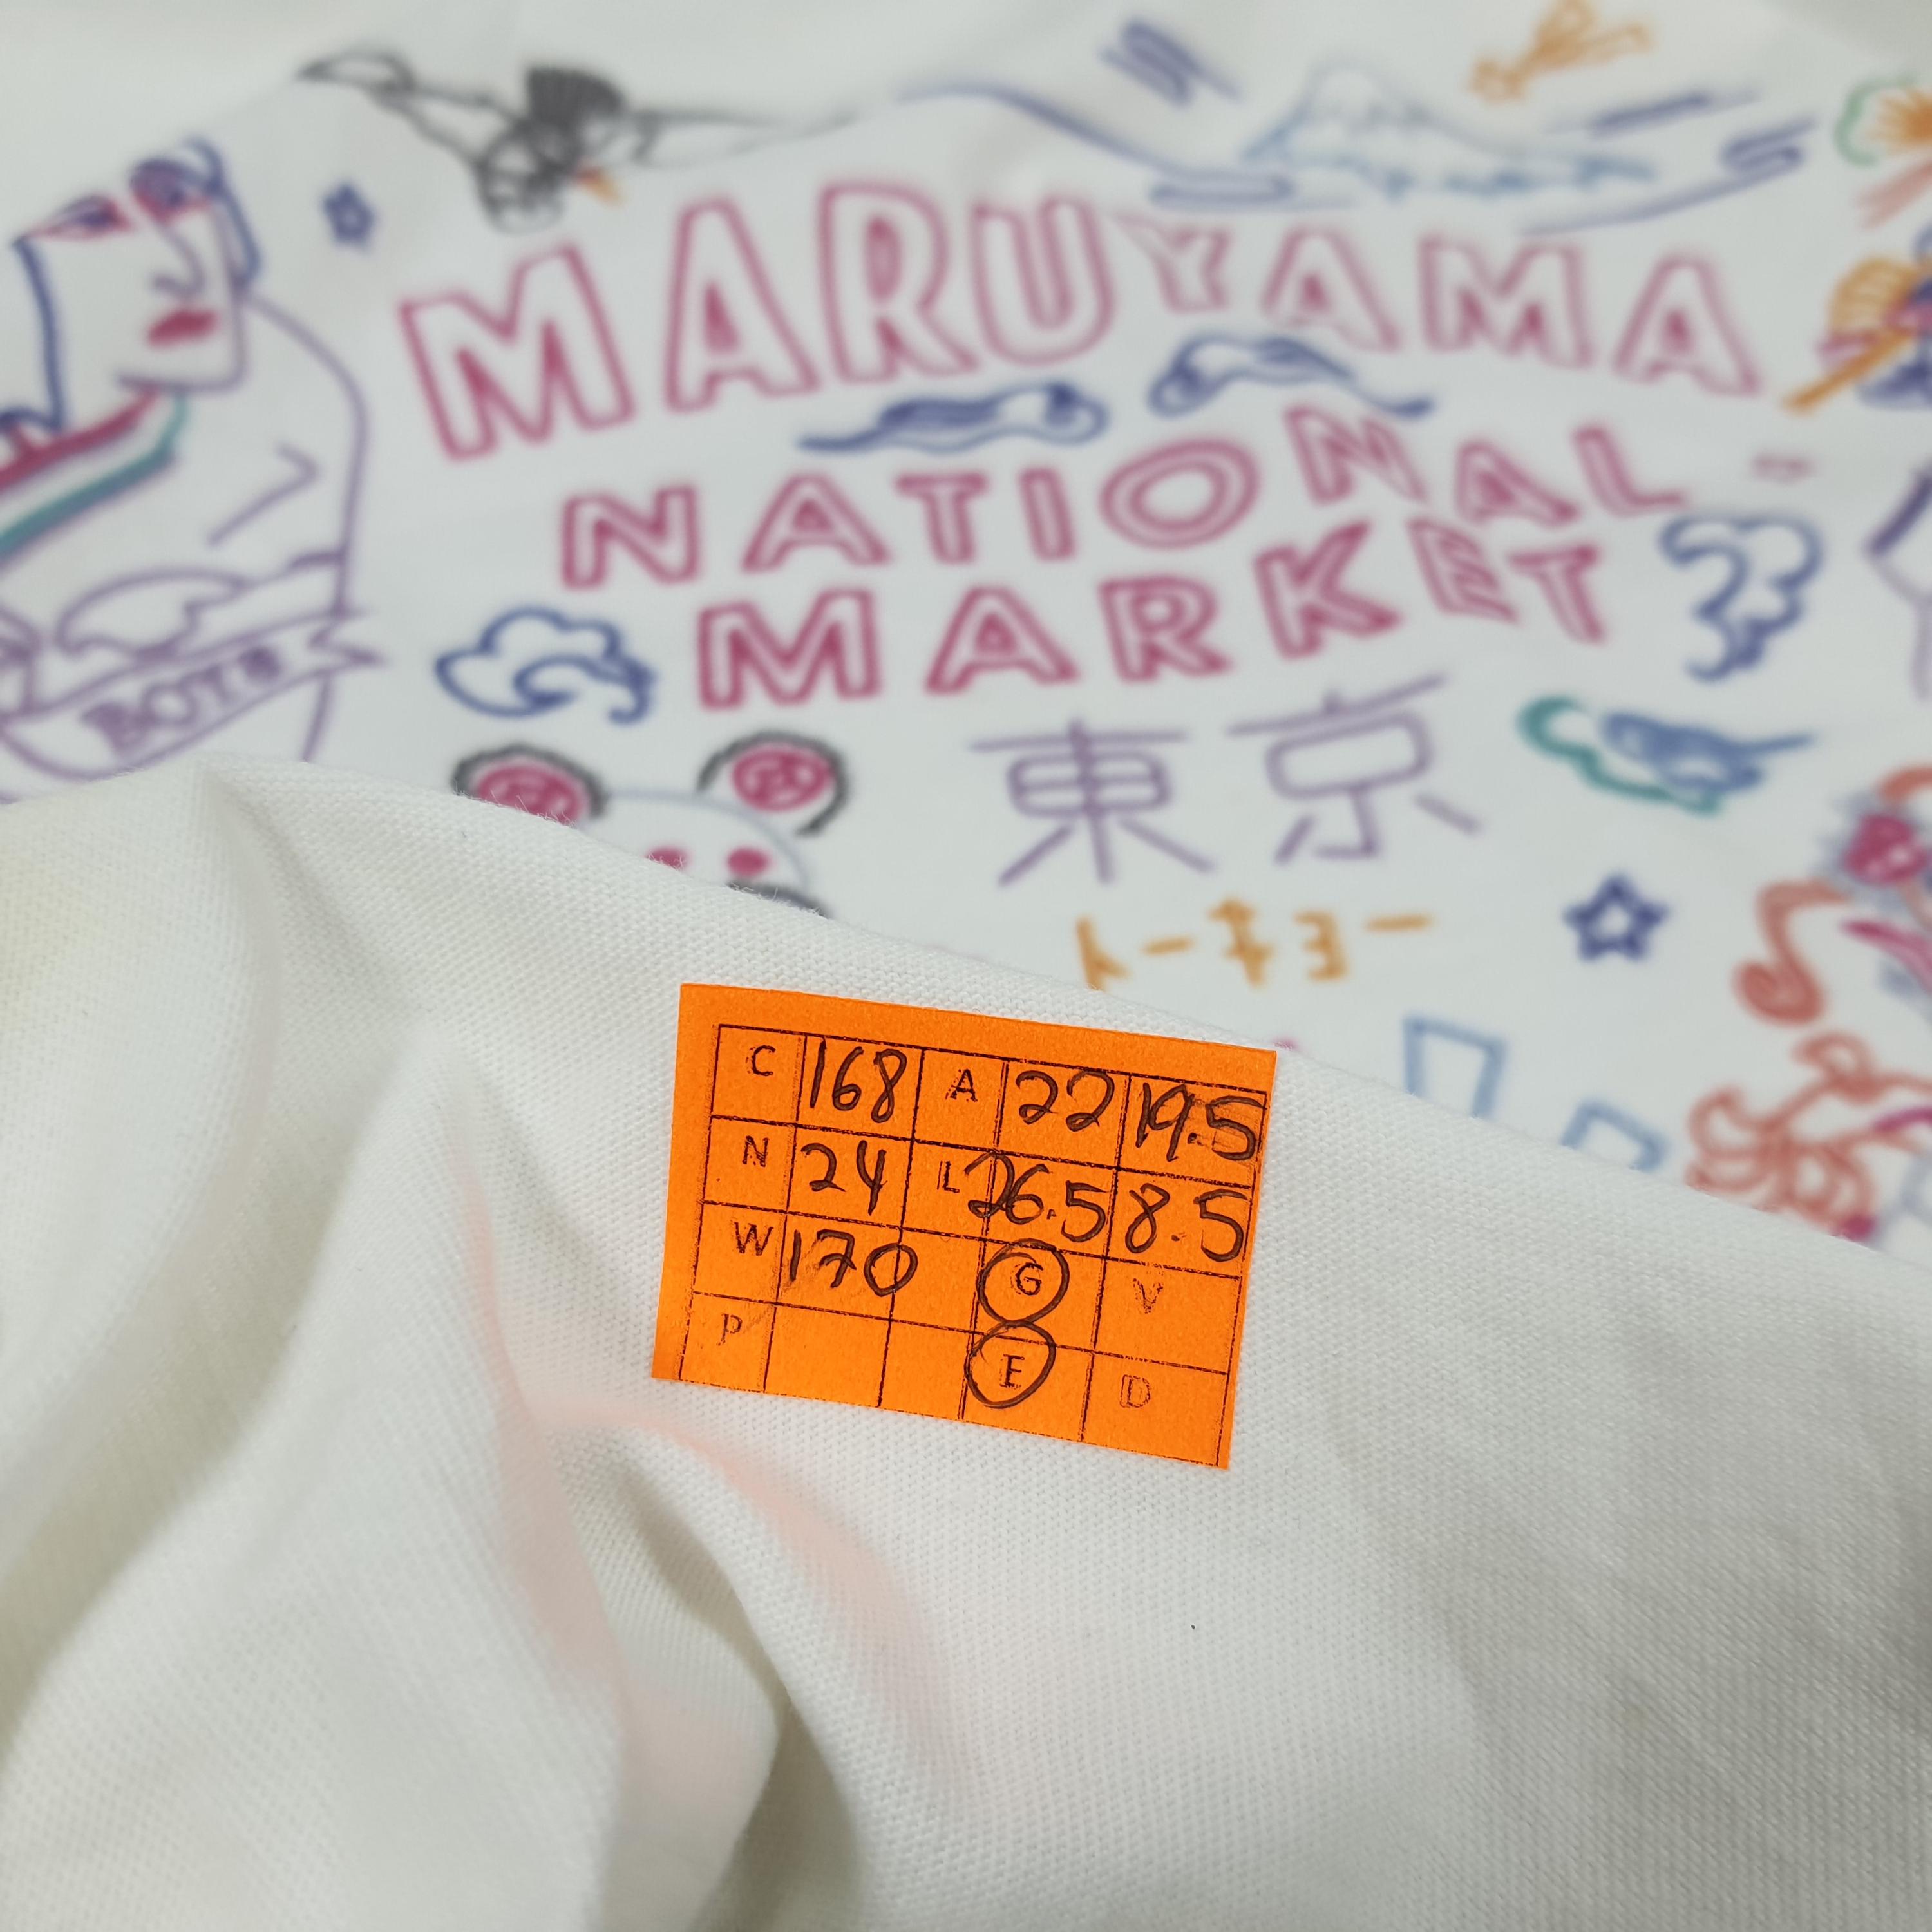 MARUYAMA
NATIONAL
MARKET
BOYS
東京
トーキョー
C 168 A 22 19.5
N 24 L 26.5 8.5
W 170 G V
P E D